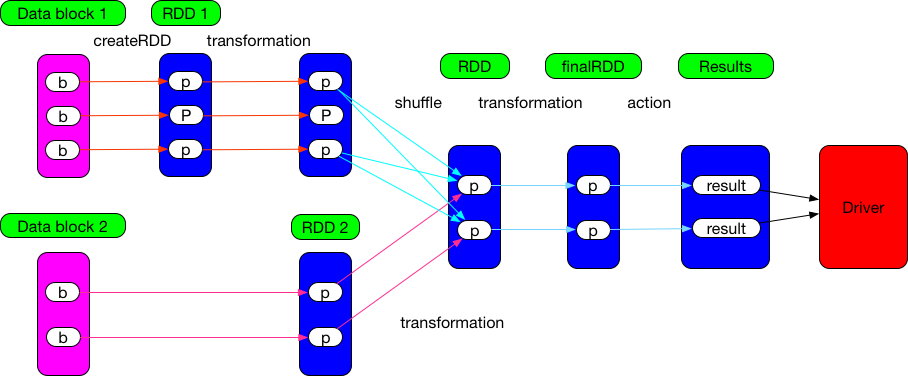 Data block 1
RDD 1
createRDD
transformation
b
p
p
b
P
P
b
p
p
RDD
finalRDD
Results
shuffle
transformation
action
p
p
result
p
p
result
Driver
Data block 2
RDD 2
b
p
b
p
transformation